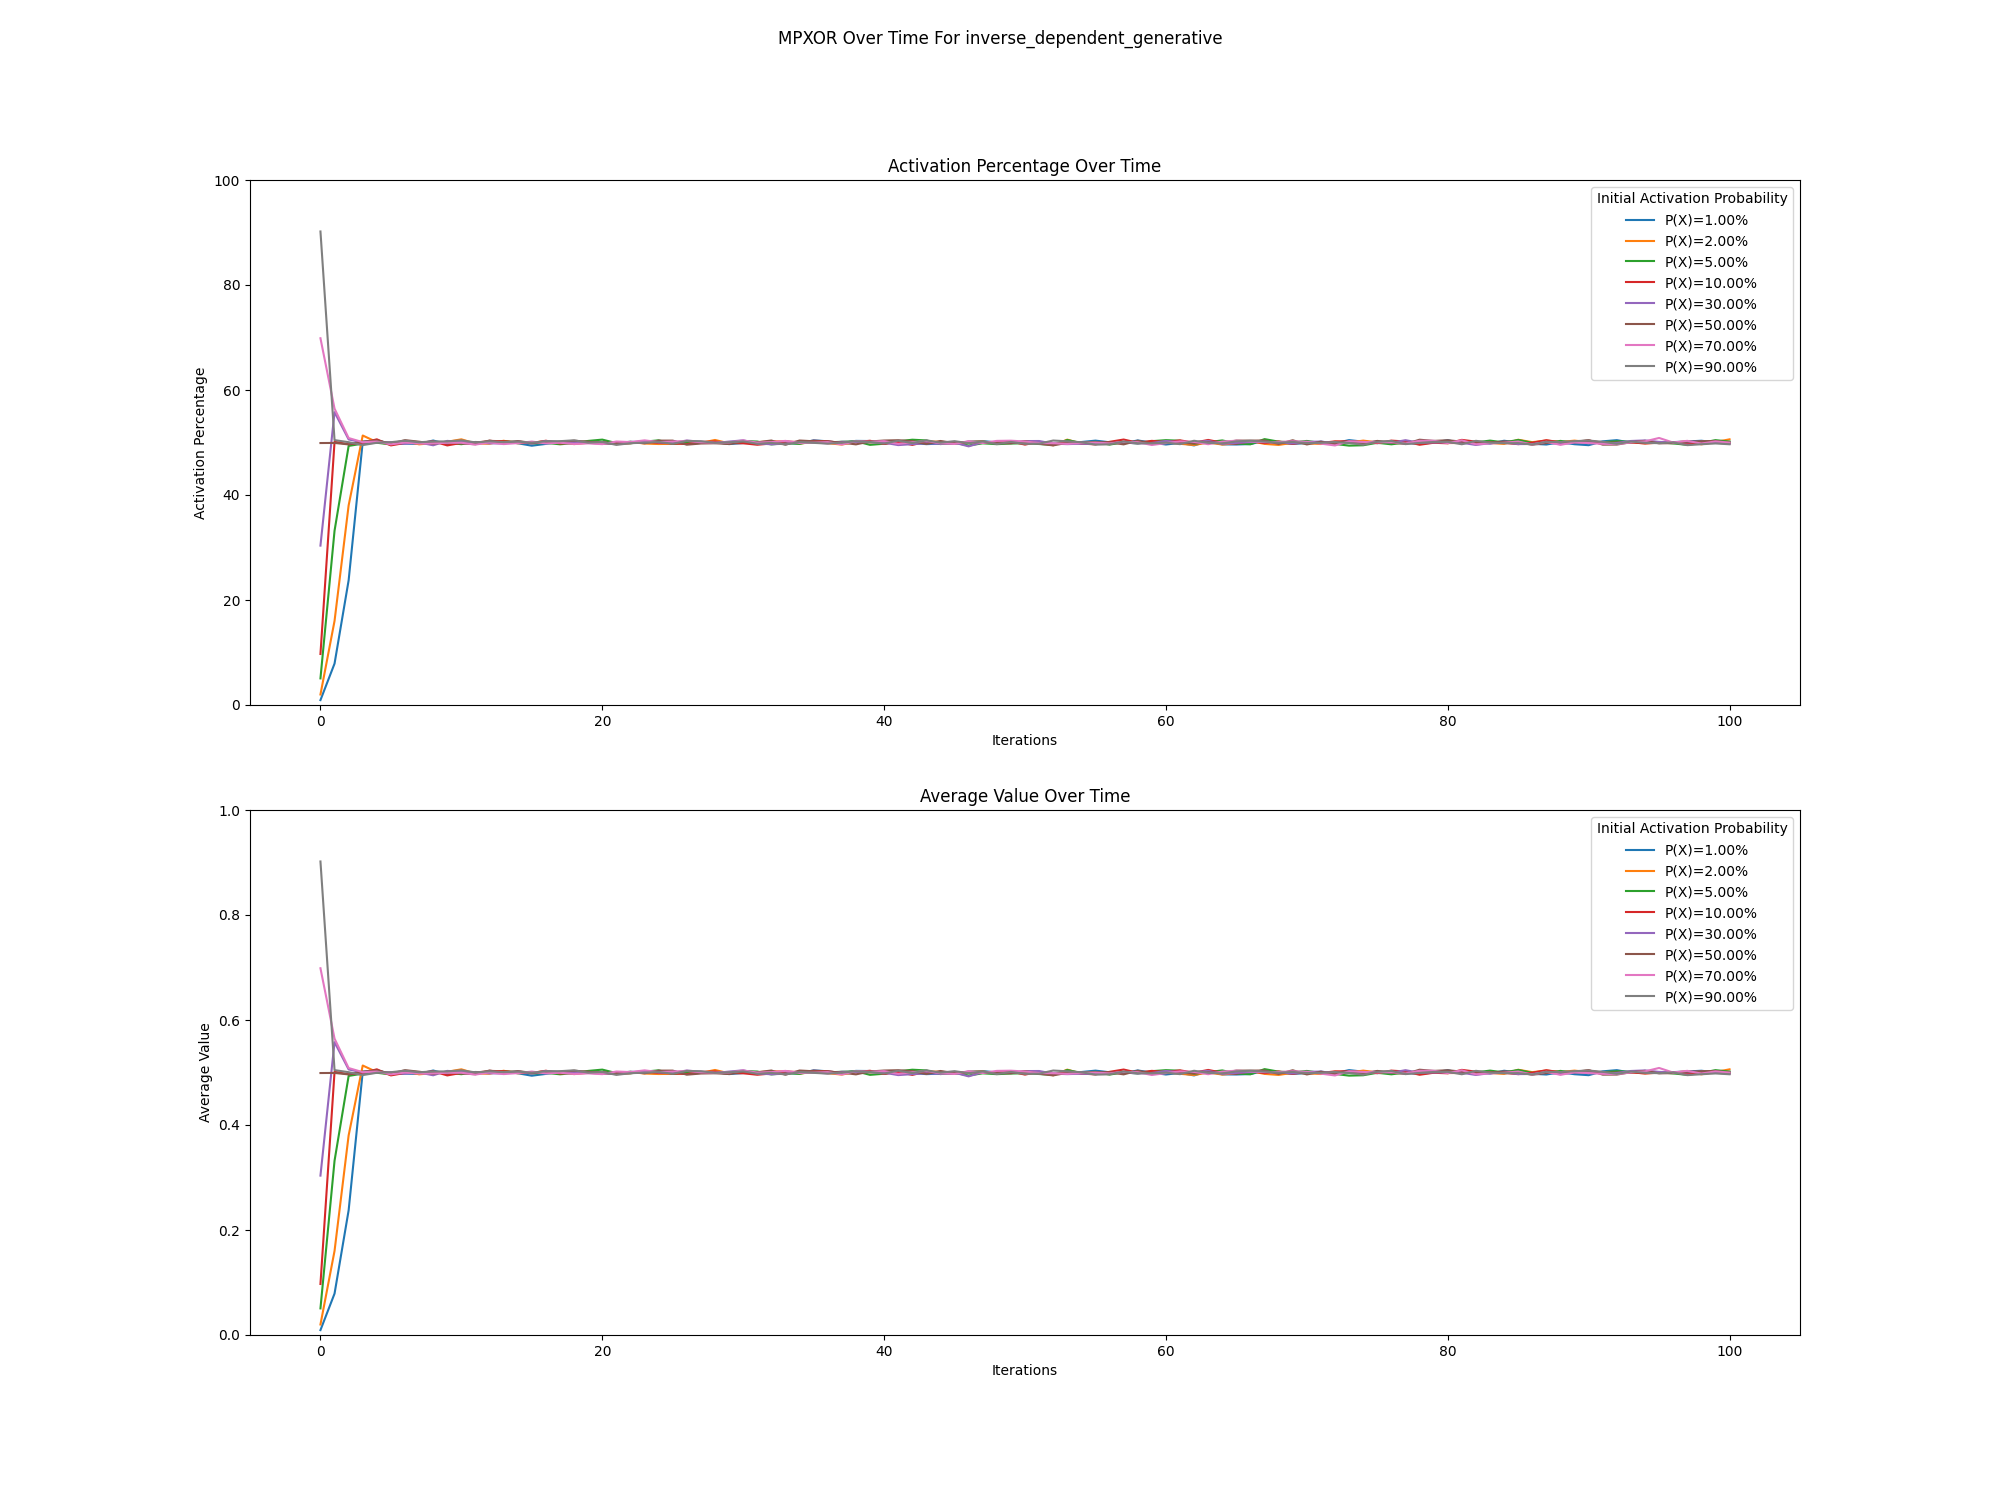 MPXOR Over Time For inverse_dependent_generative
Activation Percentage Over Time
Activation Percentage
100
80
60
40
20
0
0 20 40 60 80 100
Iterations
Initial Activation Probability
P(X)=1.00%
P(X)=2.00%
P(X)=5.00%
P(X)=10.00%
P(X)=30.00%
P(X)=50.00%
P(X)=70.00%
P(X)=90.00%
Average Value Over Time
Average Value
1.0
0.8
0.6
0.4
0.2
0.0
0 20 40 60 80 100
Iterations
Initial Activation Probability
P(X)=1.00%
P(X)=2.00%
P(X)=5.00%
P(X)=10.00%
P(X)=30.00%
P(X)=50.00%
P(X)=70.00%
P(X)=90.00%